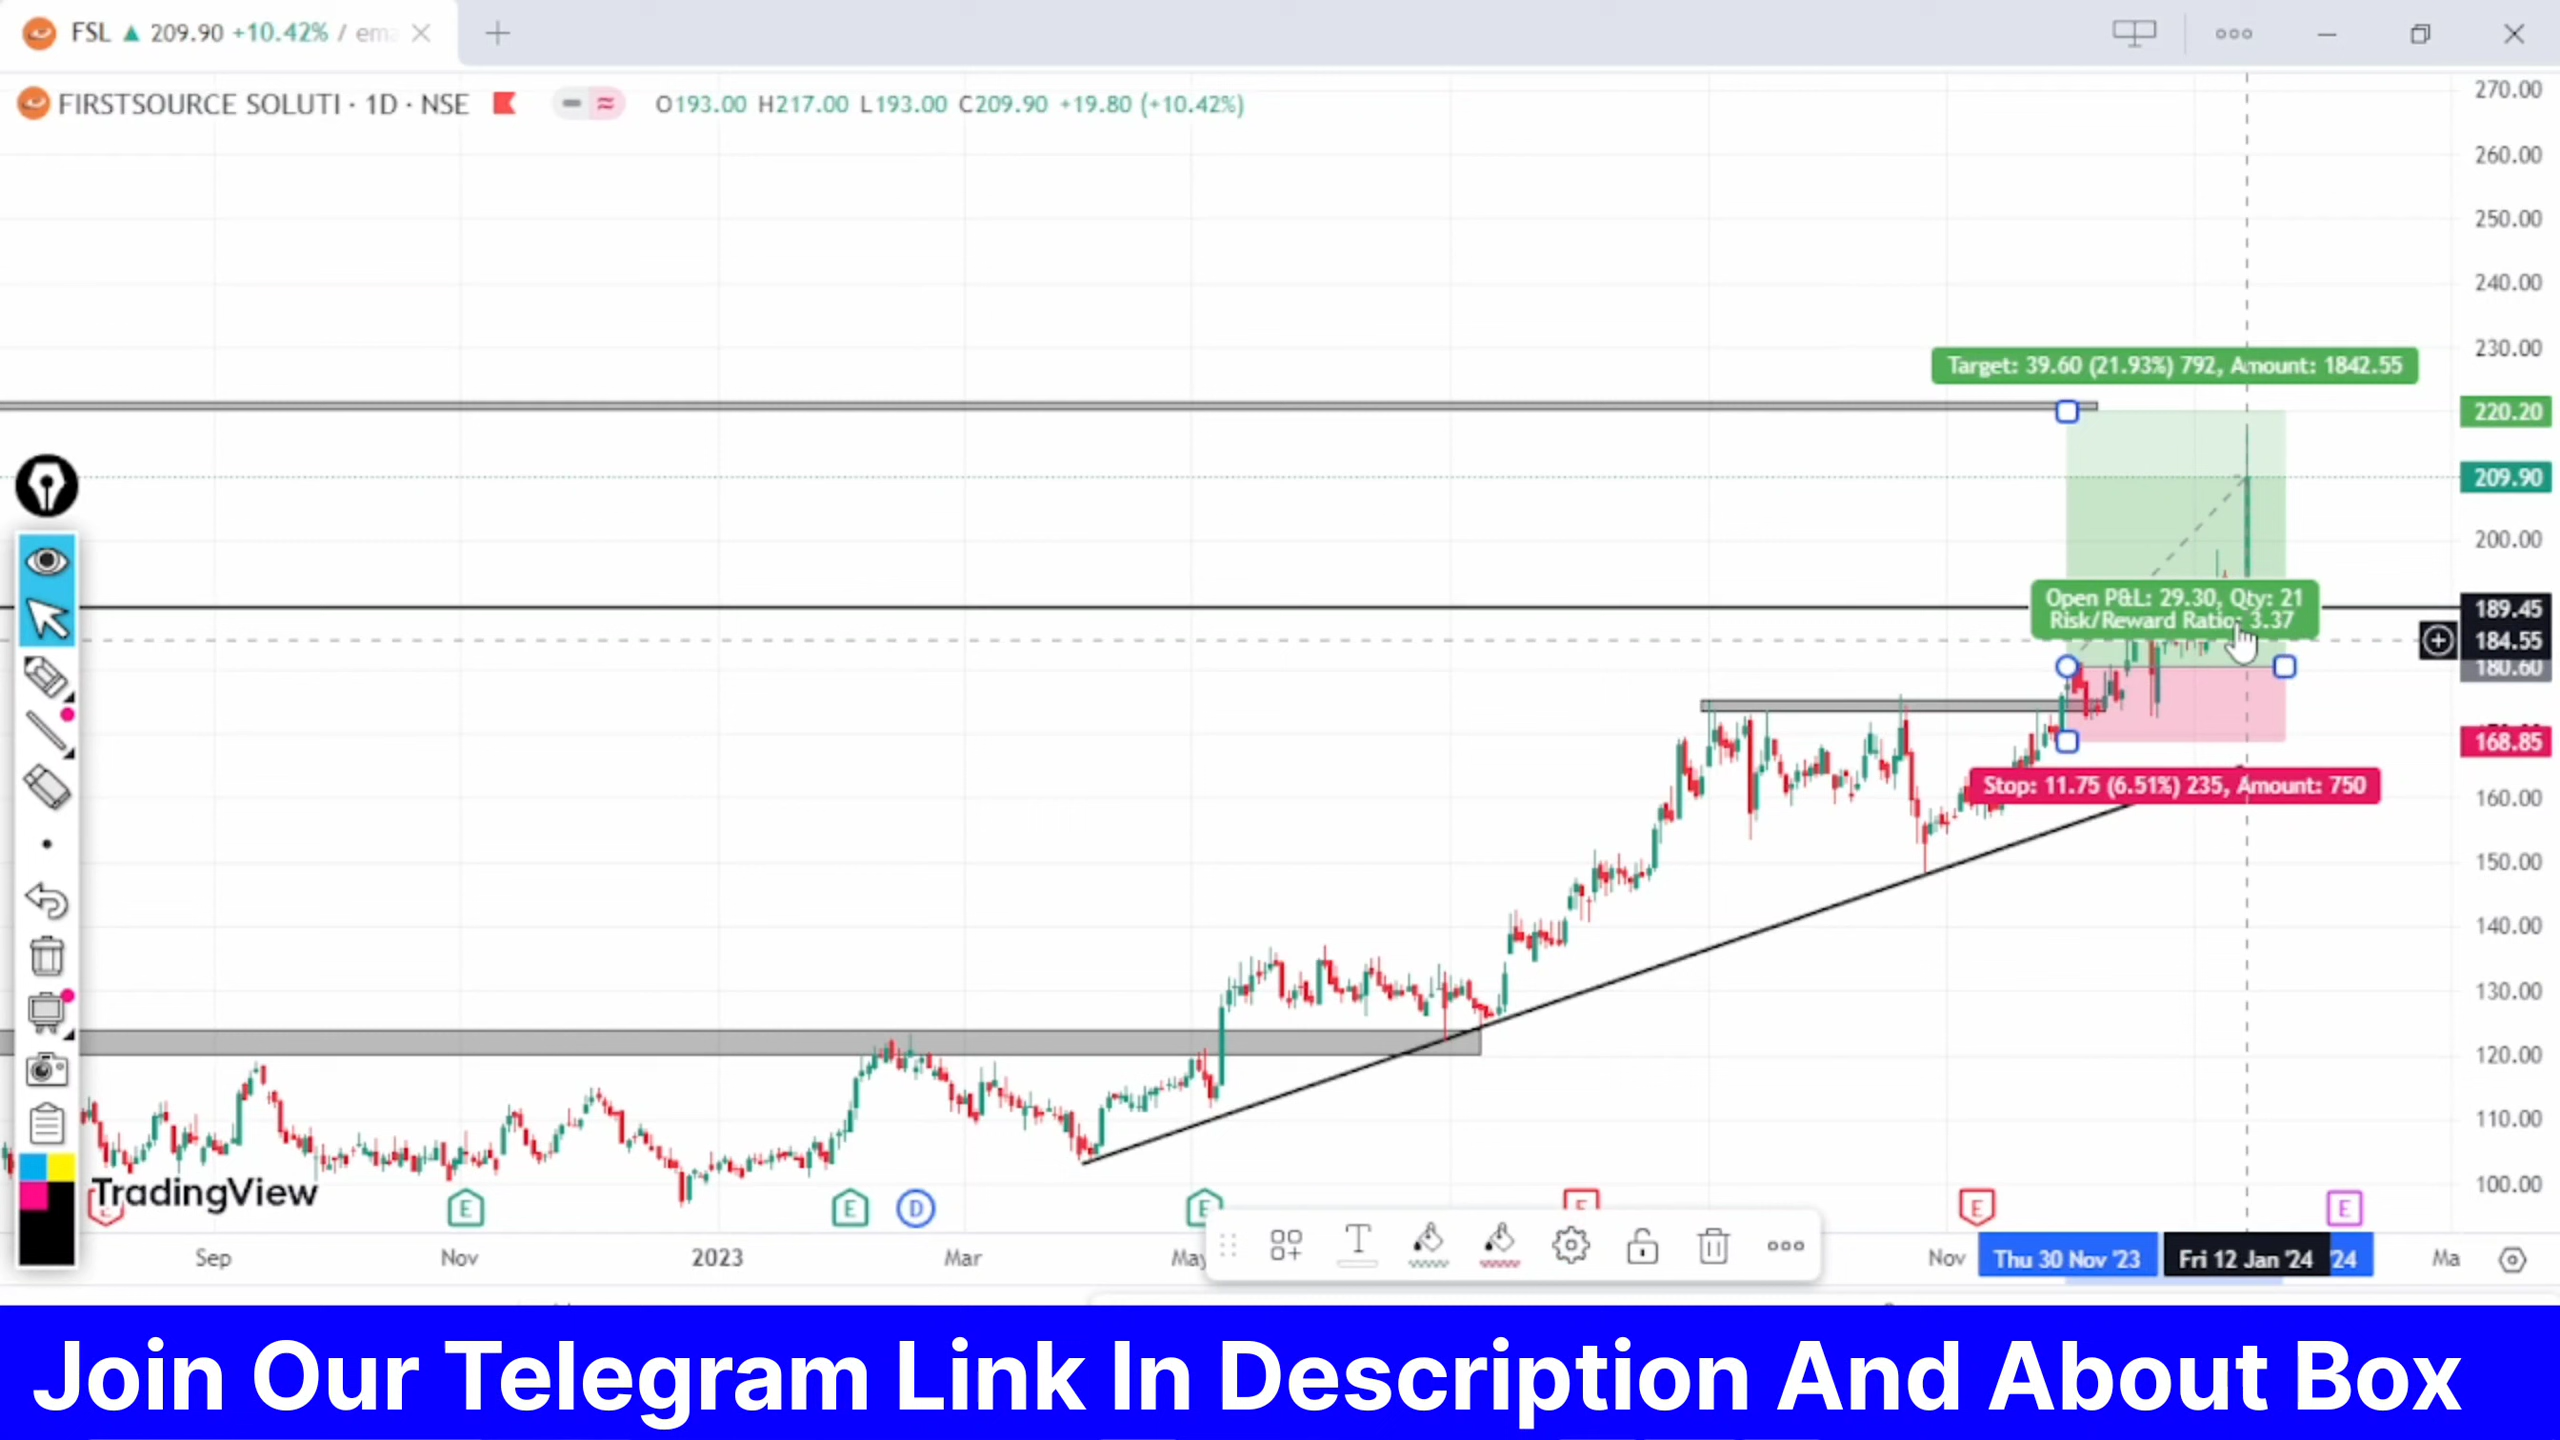 FSL ▲ 209.90 +10.42% / ema
FIRSTSOURCE SOLUTI · 1D · NSE
O193.00 H217.00 L193.00 C209.90 +19.80 (+10.42%)
270.00
260.00
250.00
240.00
230.00
Target: 39.60 (21.93%) 792, Amount: 1842.55
220.20
209.90
200.00
Open P&L: 29.30, Qty: 21
Risk/Reward Ratio: 3.37
189.45
184.55
180.60
168.85
Stop: 11.75 (6.51%) 235, Amount: 750
160.00
150.00
140.00
130.00
120.00
110.00
100.00
TradingView
E
E
D
E
E
E
E
Sep
Nov
2023
Mar
May
Nov
Thu 30 Nov '23
Fri 12 Jan '24
'24
Ma
T
Join Our Telegram Link In Description And About Box